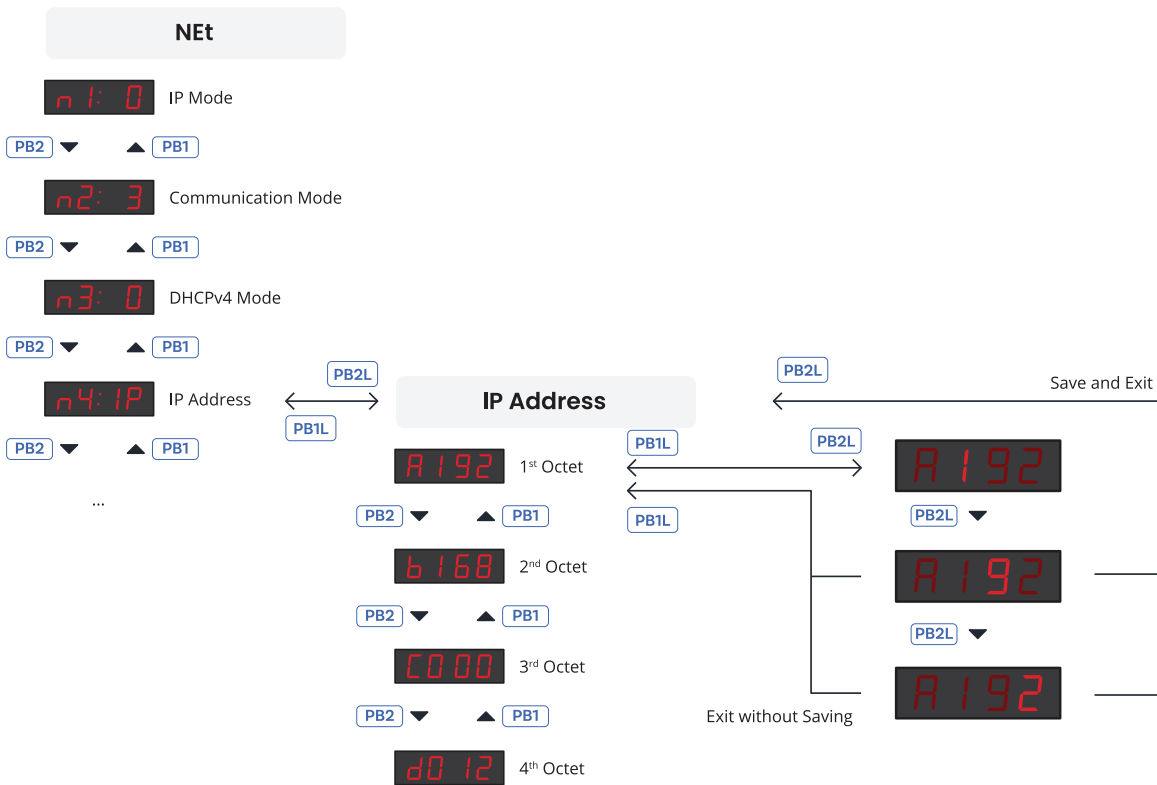 NEt
n1: 0 IP Mode
PB2 PB1
n2: 3 Communication Mode
PB2 PB1
n3: 0 DHCPv4 Mode
PB2 PB1
n4:IP IP Address
PB2 PB1
...
PB2L
PB1L
IP Address
A192 1st Octet
PB2 PB1
b168 2nd Octet
PB2 PB1
C000 3rd Octet
PB2 PB1
d012 4th Octet
PB2L
Save and Exit
PB1L PB2L
PB1L
A192
PB2L
A192
PB2L
A192
Exit without Saving